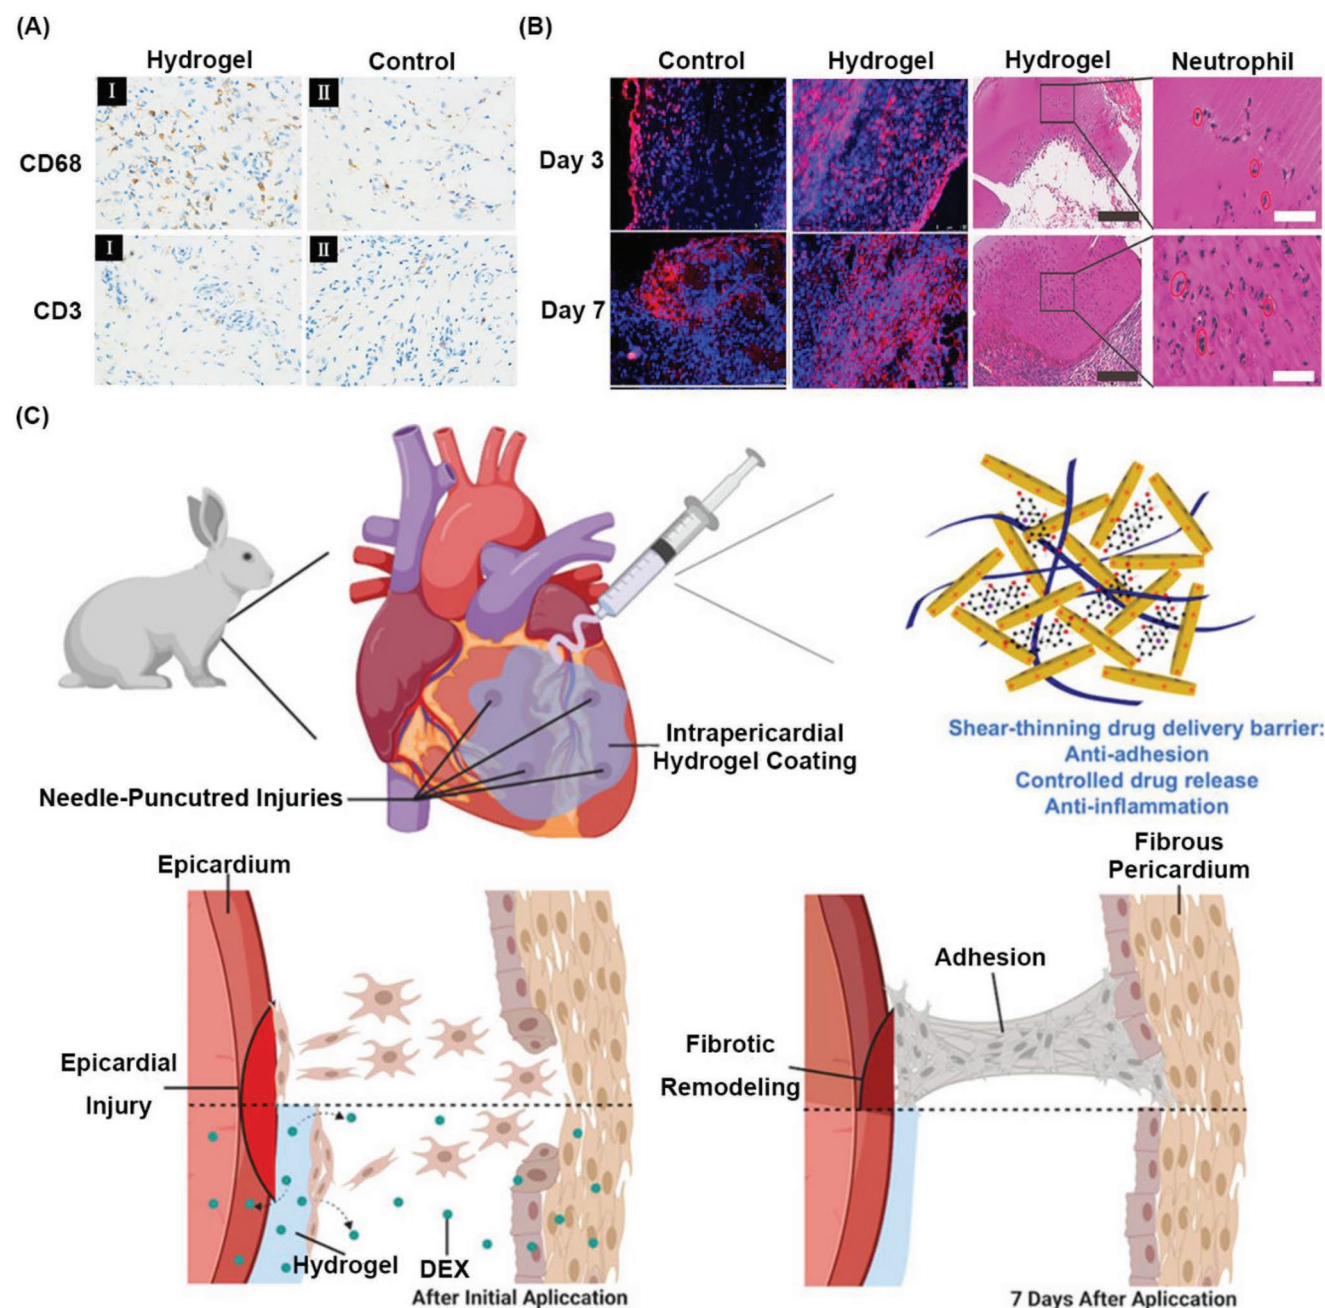 (A)
Hydrogel Control
I II
CD68
I II
CD3
(B)
Control Hydrogel Hydrogel Neutrophil
Day 3
Day 7
(C)
Intrapericardial
Hydrogel Coating
Needle-Puncutred Injuries
Shear-thinning drug delivery barrier:
Anti-adhesion
Controlled drug release
Anti-inflammation
Epicardium
Epicardial
Injury
Hydrogel
DEX
After Initial Apliccation
Fibrous
Pericardium
Adhesion
Fibrotic
Remodeling
7 Days After Apliccation